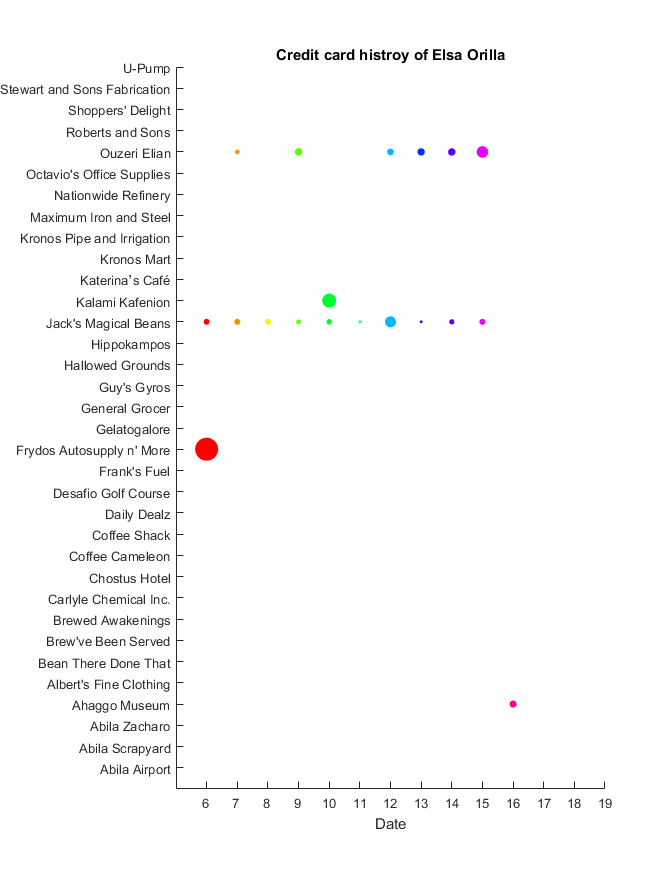 Credit card histroy of Elsa Orilla
U-Pump
Stewart and Sons Fabrication
Shoppers' Delight
Roberts and Sons
Ouzeri Elian
Octavio's Office Supplies
Nationwide Refinery
Maximum Iron and Steel
Kronos Pipe and Irrigation
Kronos Mart
Katerina’s Café
Kalami Kafenion
Jack's Magical Beans
Hippokampos
Hallowed Grounds
Guy's Gyros
General Grocer
Gelatogalore
Frydos Autosupply n' More
Frank's Fuel
Desafio Golf Course
Daily Dealz
Coffee Shack
Coffee Cameleon
Chostus Hotel
Carlyle Chemical Inc.
Brewed Awakenings
Brew've Been Served
Bean There Done That
Albert's Fine Clothing
Ahaggo Museum
Abila Zacharo
Abila Scrapyard
Abila Airport
6 7 8 9 10 11 12 13 14 15 16 17 18 19
Date